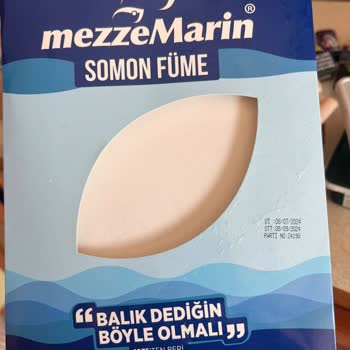 mezzeMarin®
SOMON FÜME
ÜT: 08/07/2024
STT: 08/09/2024
PARTİ NO 24190
“BALIK DEDİĞİN
BÖYLE OLMALI”